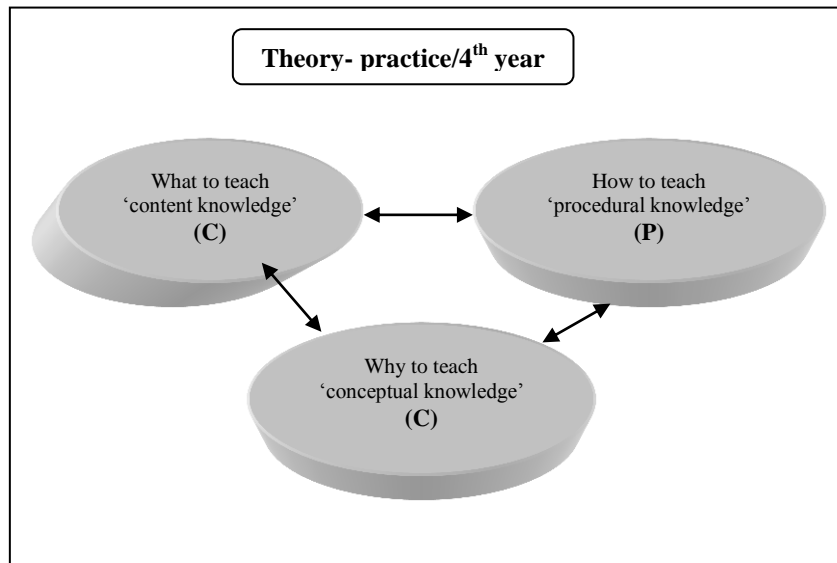 Theory- practice/4th year
What to teach
‘content knowledge’
(C)
How to teach
‘procedural knowledge’
(P)
Why to teach
‘conceptual knowledge’
(C)